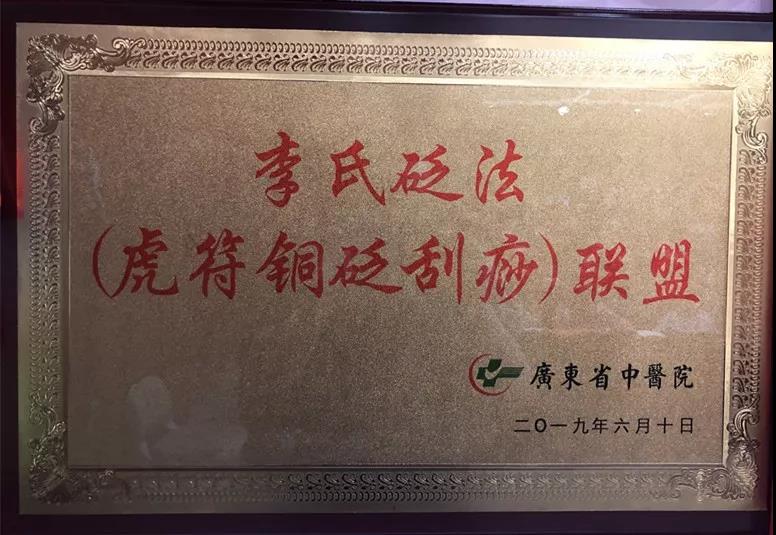 李氏砭法
(虎符铜砭刮痧)联盟
廣東省中醫院
二〇一九年六月十日